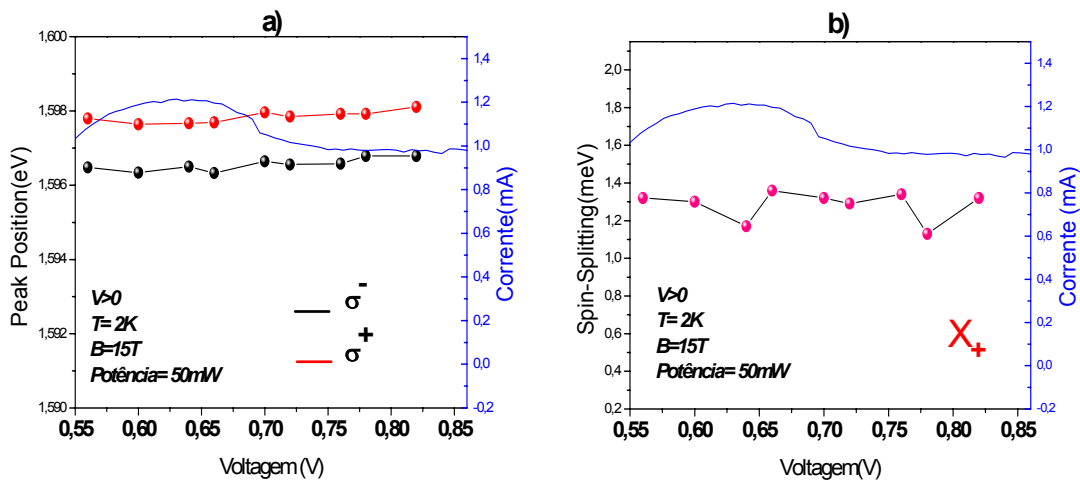 a)
1,600
1,598
1,596
1,594
1,592
1,590
Peak Position(eV)
1,4
1,2
1,0
0,8
0,6
0,4
0,2
0,0
-0,2
Corrente(mA)
V>0
T= 2K
B=15T
Potência= 50mW
σ-
σ+
0,55 0,60 0,65 0,70 0,75 0,80 0,85
Voltagem (V)
b)
2,0
1,8
1,6
1,4
1,2
1,0
0,8
0,6
0,4
0,2
Spin-Splitting(meV)
1,4
1,2
1,0
0,8
0,6
0,4
0,2
0,0
-0,2
Corrente (mA)
V>0
T= 2K
B=15T
Potência= 50mW
X+
0,55 0,60 0,65 0,70 0,75 0,80 0,85
Voltagem(V)